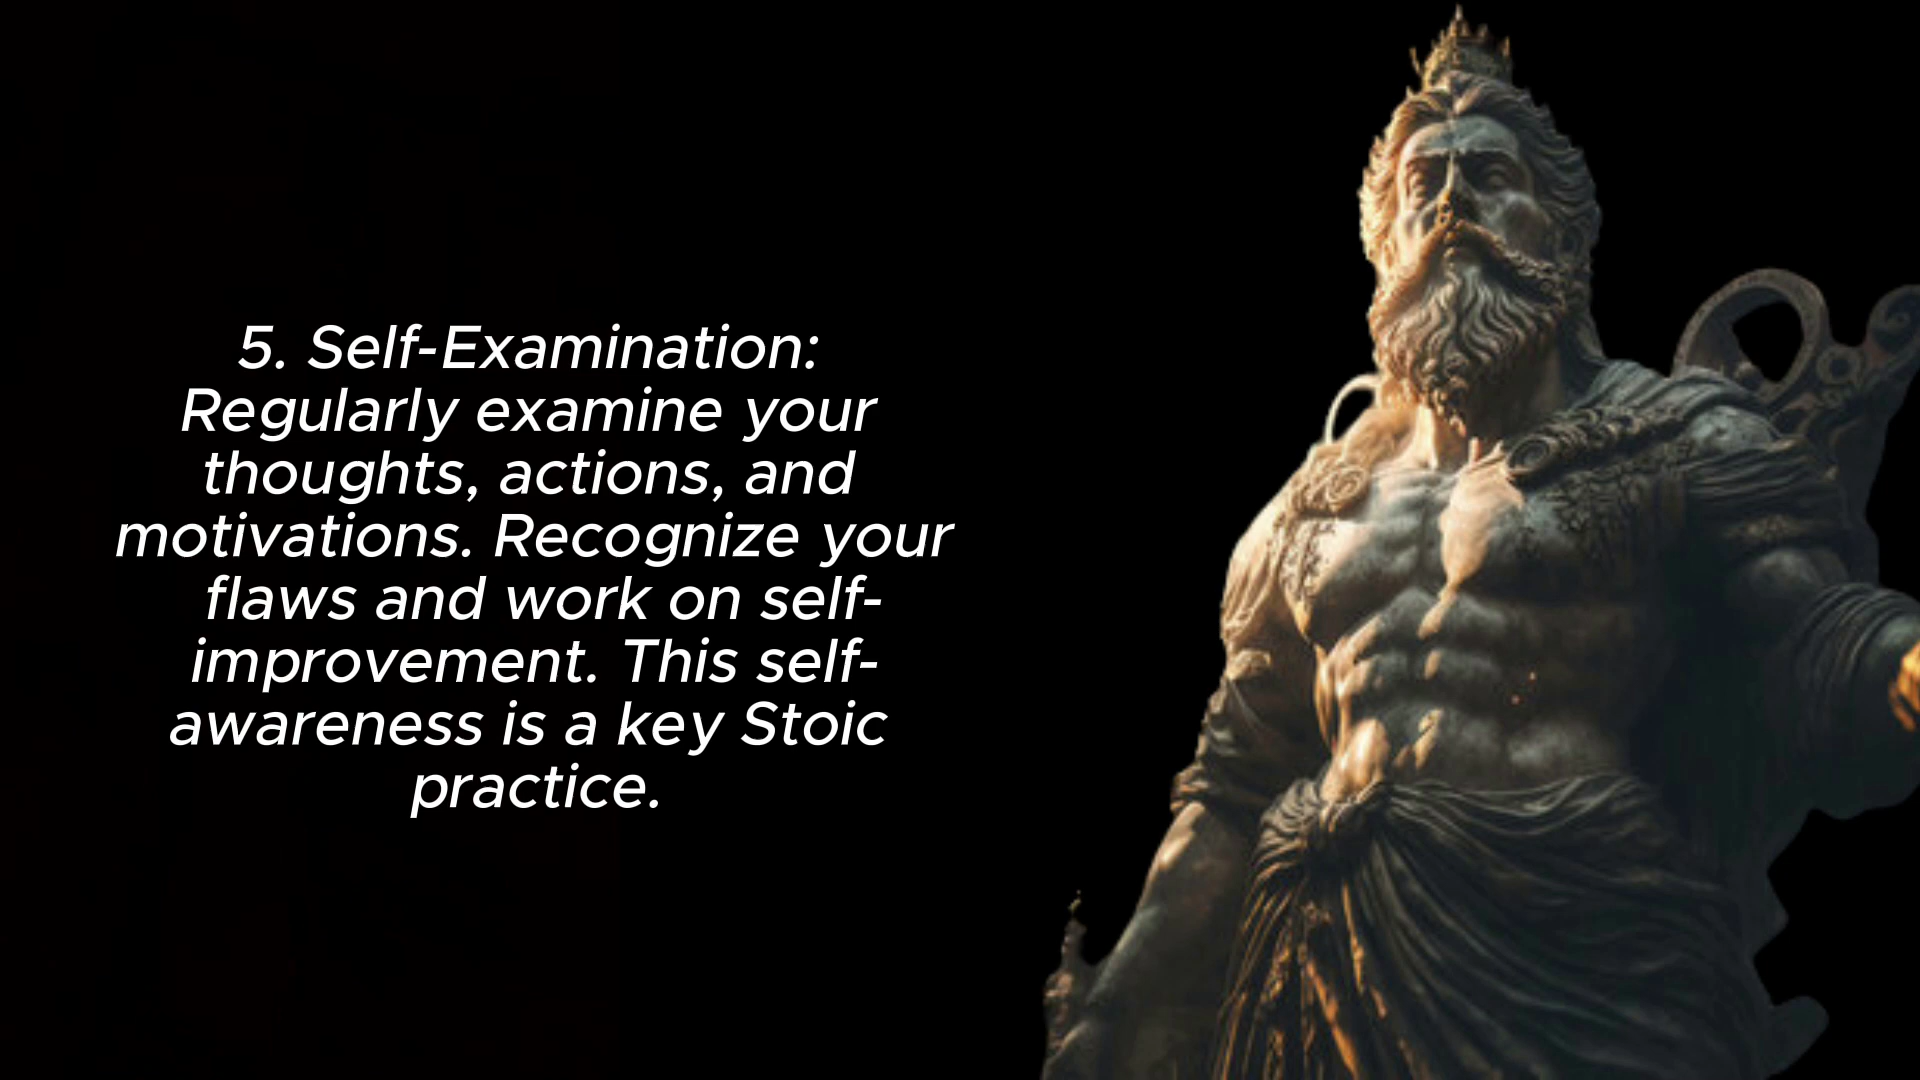 5. Self-Examination:
Regularly examine your
thoughts, actions, and
motivations. Recognize your
flaws and work on self-
improvement. This self-
awareness is a key Stoic
practice.